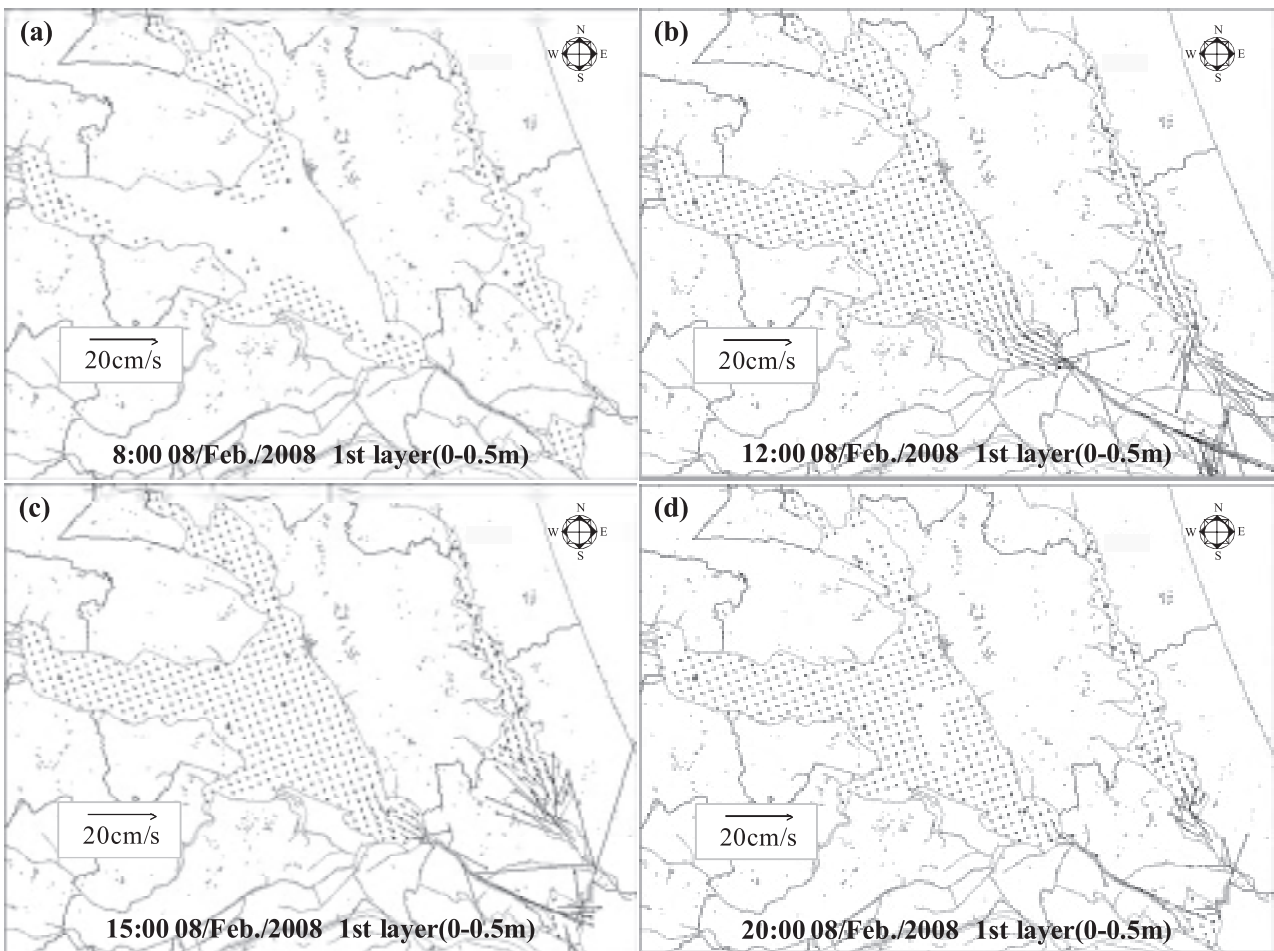 (a)
N
W E
S
20cm/s
8:00 08/Feb./2008 1st layer(0-0.5m)
(b)
N
W E
S
20cm/s
12:00 08/Feb./2008 1st layer(0-0.5m)
(c)
N
W E
S
20cm/s
15:00 08/Feb./2008 1st layer(0-0.5m)
(d)
N
W E
S
20cm/s
20:00 08/Feb./2008 1st layer(0-0.5m)